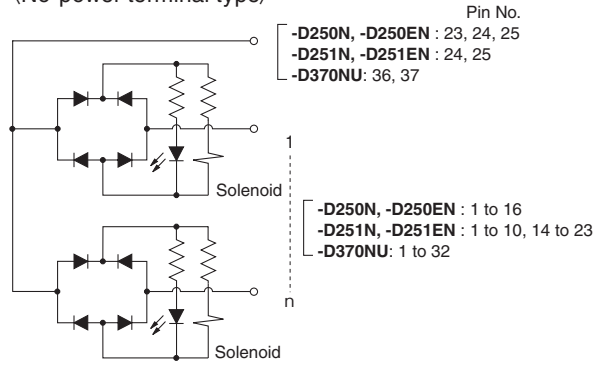 (No-power terminal type)
Pin No.
-D250N, -D250EN : 23, 24, 25
-D251N, -D251EN : 24, 25
-D370NU: 36, 37
1
Solenoid
-D250N, -D250EN : 1 to 16
-D251N, -D251EN : 1 to 10, 14 to 23
-D370NU: 1 to 32
n
Solenoid